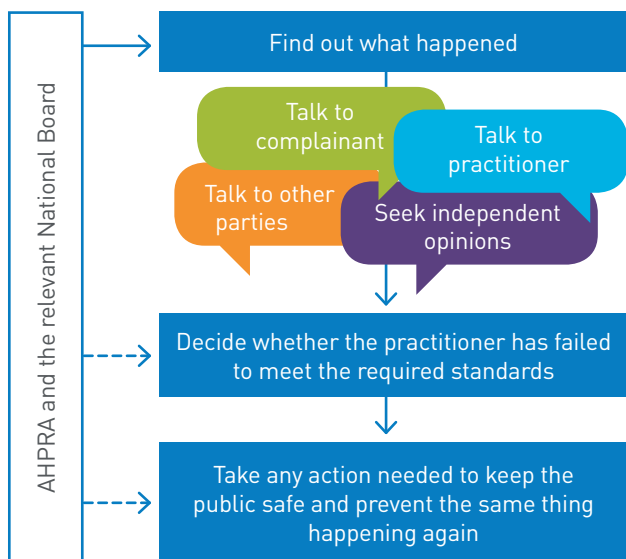 AHPRA and the relevant National Board
Find out what happened
Talk to
complainant
Talk to
practitioner
Talk to other
parties
Seek independent
opinions
Decide whether the practitioner has failed
to meet the required standards
Take any action needed to keep the
public safe and prevent the same thing
happening again